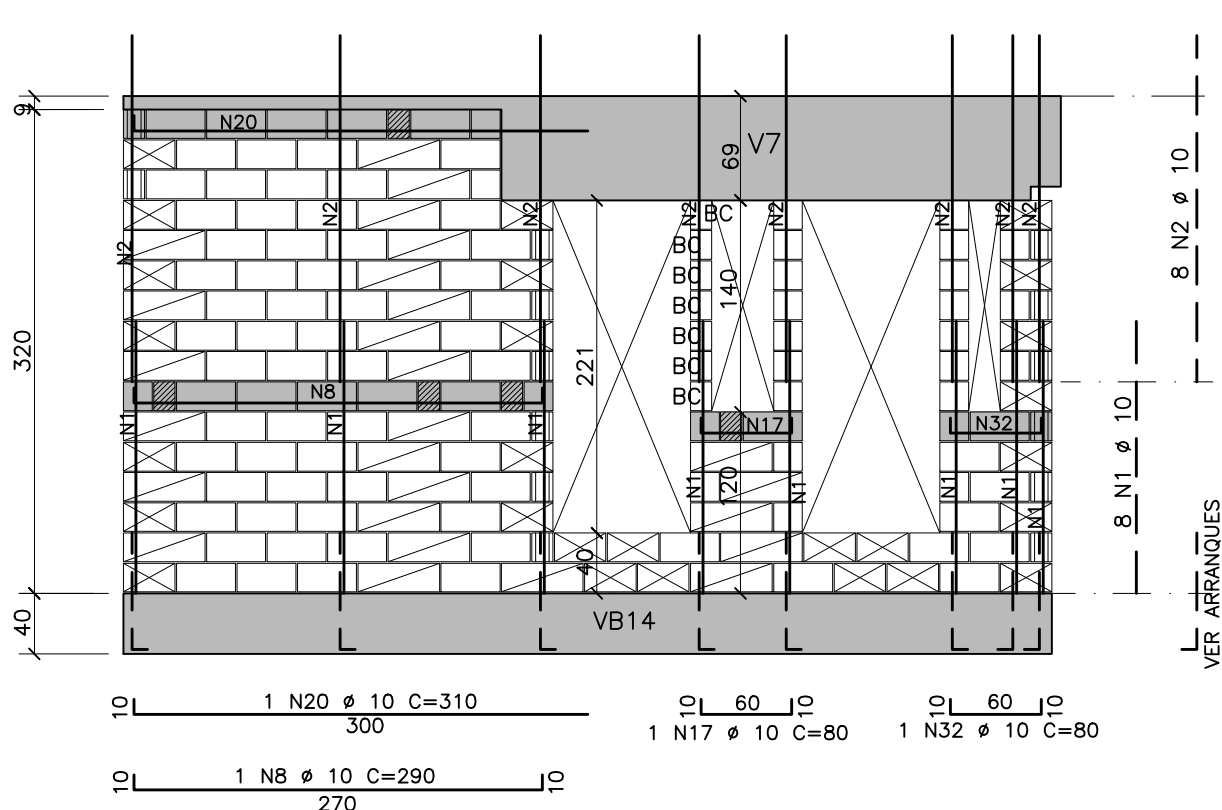 9
N20
V7
69
8 N2 ø 10
N2
N2
N2
N2
N2
N2
N2
N2
BC
BC
BC
BC
BC
BC
BC
140
320
221
N8
N17
N32
N1
N1
N1
N1
N1
N1
N1
N1
120
8 N1 ø 10
40
40
VB14
VER ARRANQUES
10
1 N20 ø 10 C=310
300
10
60
10
1 N17 ø 10 C=80
10
60
10
1 N32 ø 10 C=80
10
1 N8 ø 10 C=290
10
270